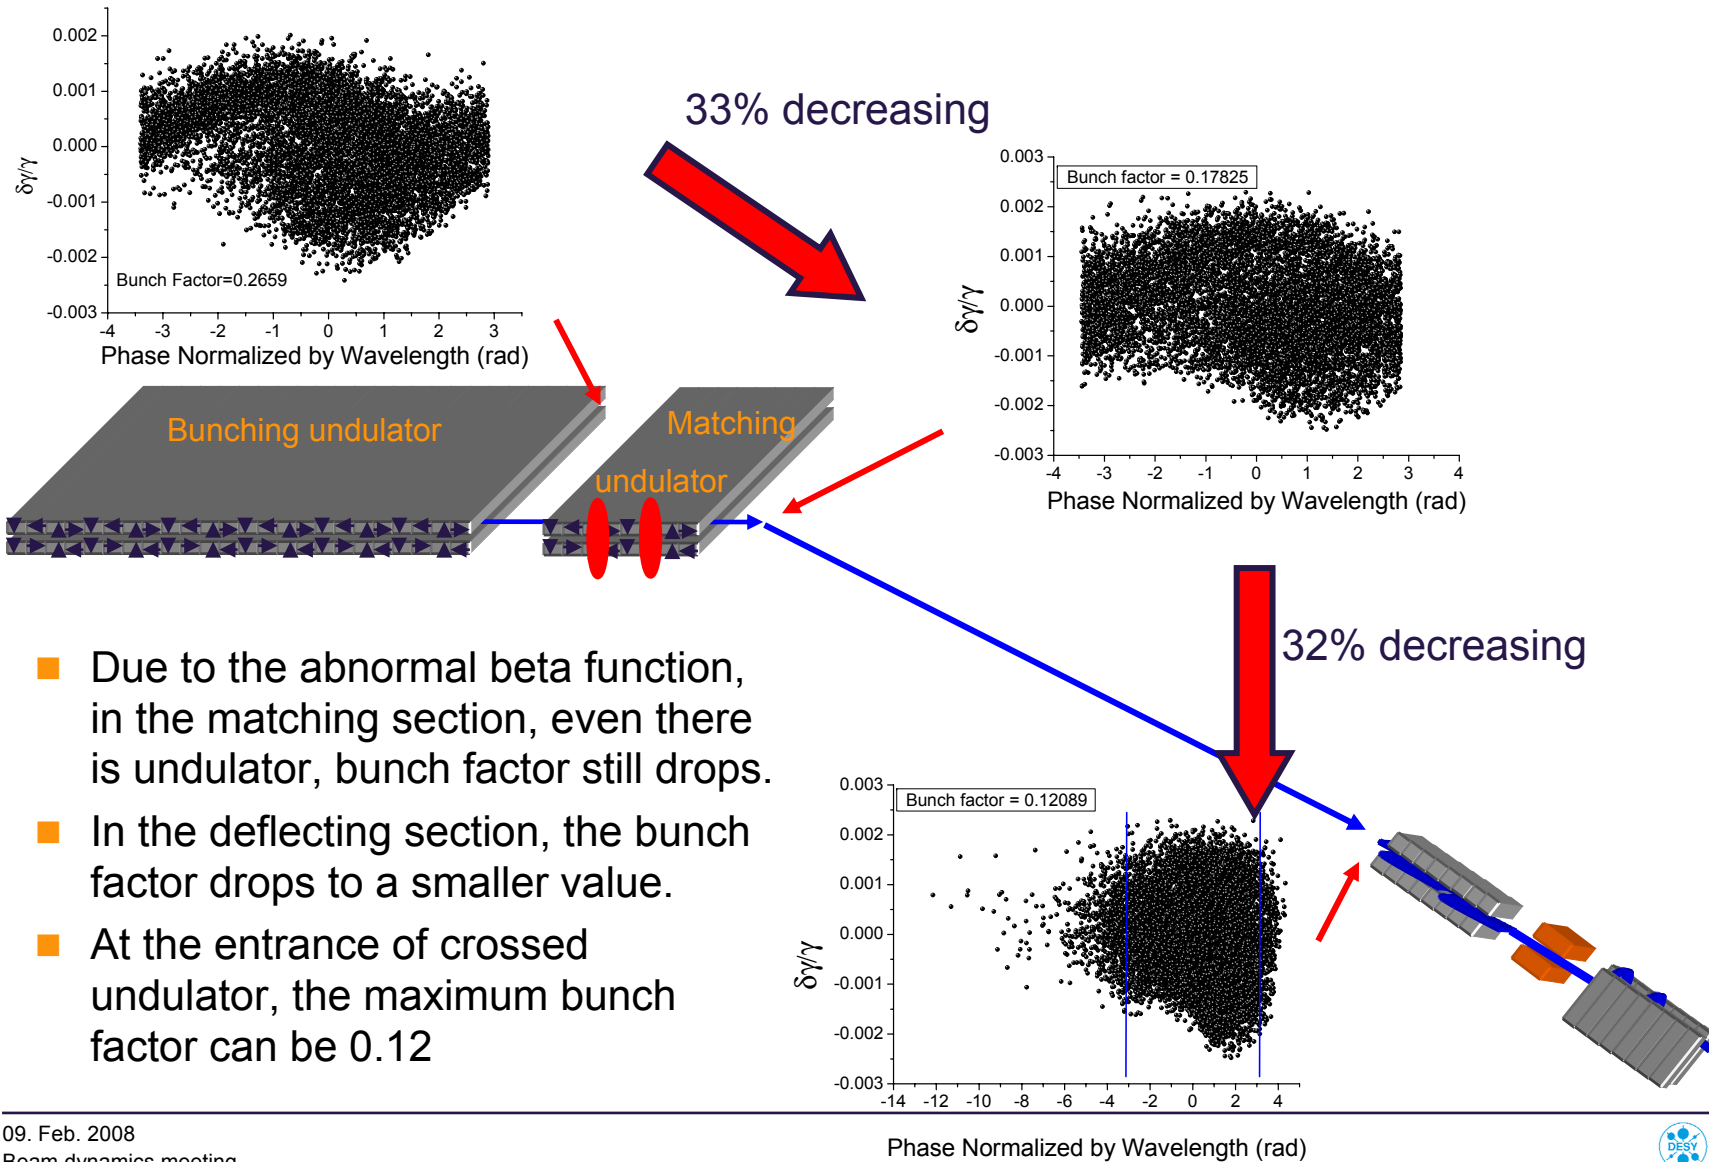 0.002
0.001
0.000
-0.001
-0.002
-0.003
δγ/γ
Bunch Factor=0.2659
-4 -3 -2 -1 0 1 2 3
Phase Normalized by Wavelength (rad)
33% decreasing
0.003
0.002
0.001
0.000
-0.001
-0.002
-0.003
δγ/γ
Bunch factor = 0.17825
-4 -3 -2 -1 0 1 2 3 4
Phase Normalized by Wavelength (rad)
Bunching undulator
Matching
undulator
32% decreasing
Due to the abnormal beta function,
in the matching section, even there
is undulator, bunch factor still drops.
In the deflecting section, the bunch
factor drops to a smaller value.
At the entrance of crossed
undulator, the maximum bunch
factor can be 0.12
0.003
0.002
0.001
0.000
-0.001
-0.002
-0.003
δγ/γ
Bunch factor = 0.12089
-14 -12 -10 -8 -6 -4 -2 0 2 4
Phase Normalized by Wavelength (rad)
09. Feb. 2008
Beam dynamics meeting
DESY